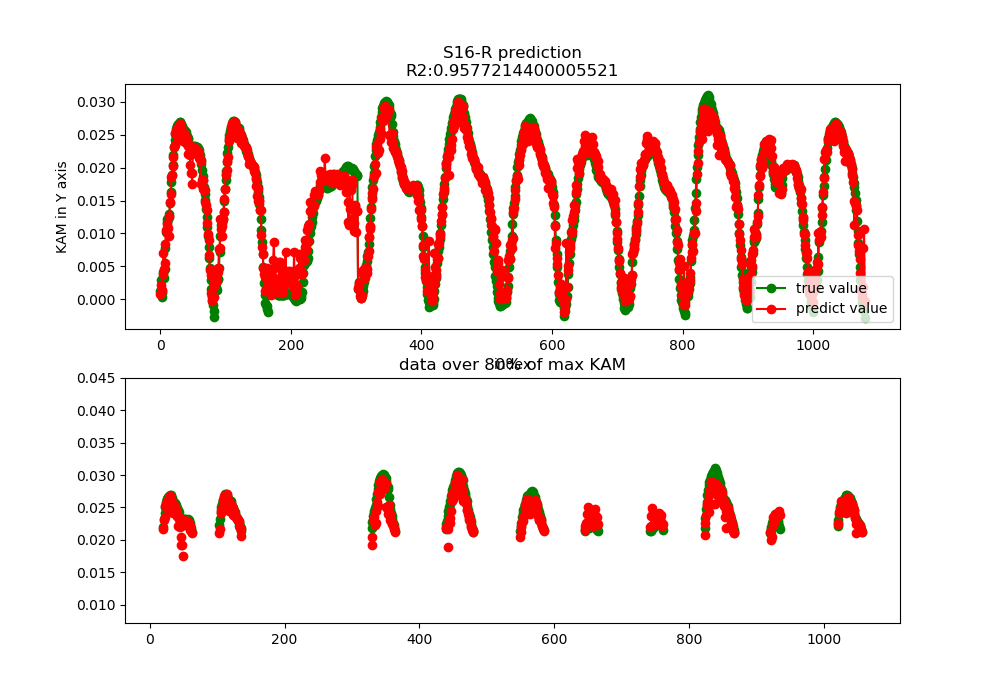 S16-R prediction
R2:0.9577214400005521
KAM in Y axis
0.030
0.025
0.020
0.015
0.010
0.005
0.000
true value
predict value
0 200 400 600 800 1000
index
data over 80% of max KAM
0.045
0.040
0.035
0.030
0.025
0.020
0.015
0.010
0 200 400 600 800 1000